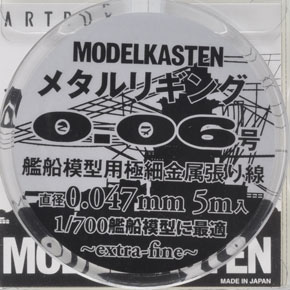 ARTBOX
MODELKASTEN
メタルリギング
0.06号
艦船模型用極細金属張り線
直径0.047mm 5m入
1/700艦船模型に最適
~extra-fine~
MODELKASTEN
MADE IN JAPAN